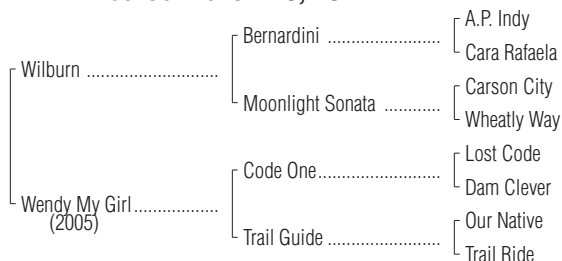 A.P. Indy
Bernardini ........................
Cara Rafaela
Wilburn ............................
Carson City
Moonlight Sonata ............
Wheatly Way
Lost Code
Code One..........................
Dam Clever
Wendy My Girl..................
(2005)
Our Native
Trail Guide ........................
Trail Ride